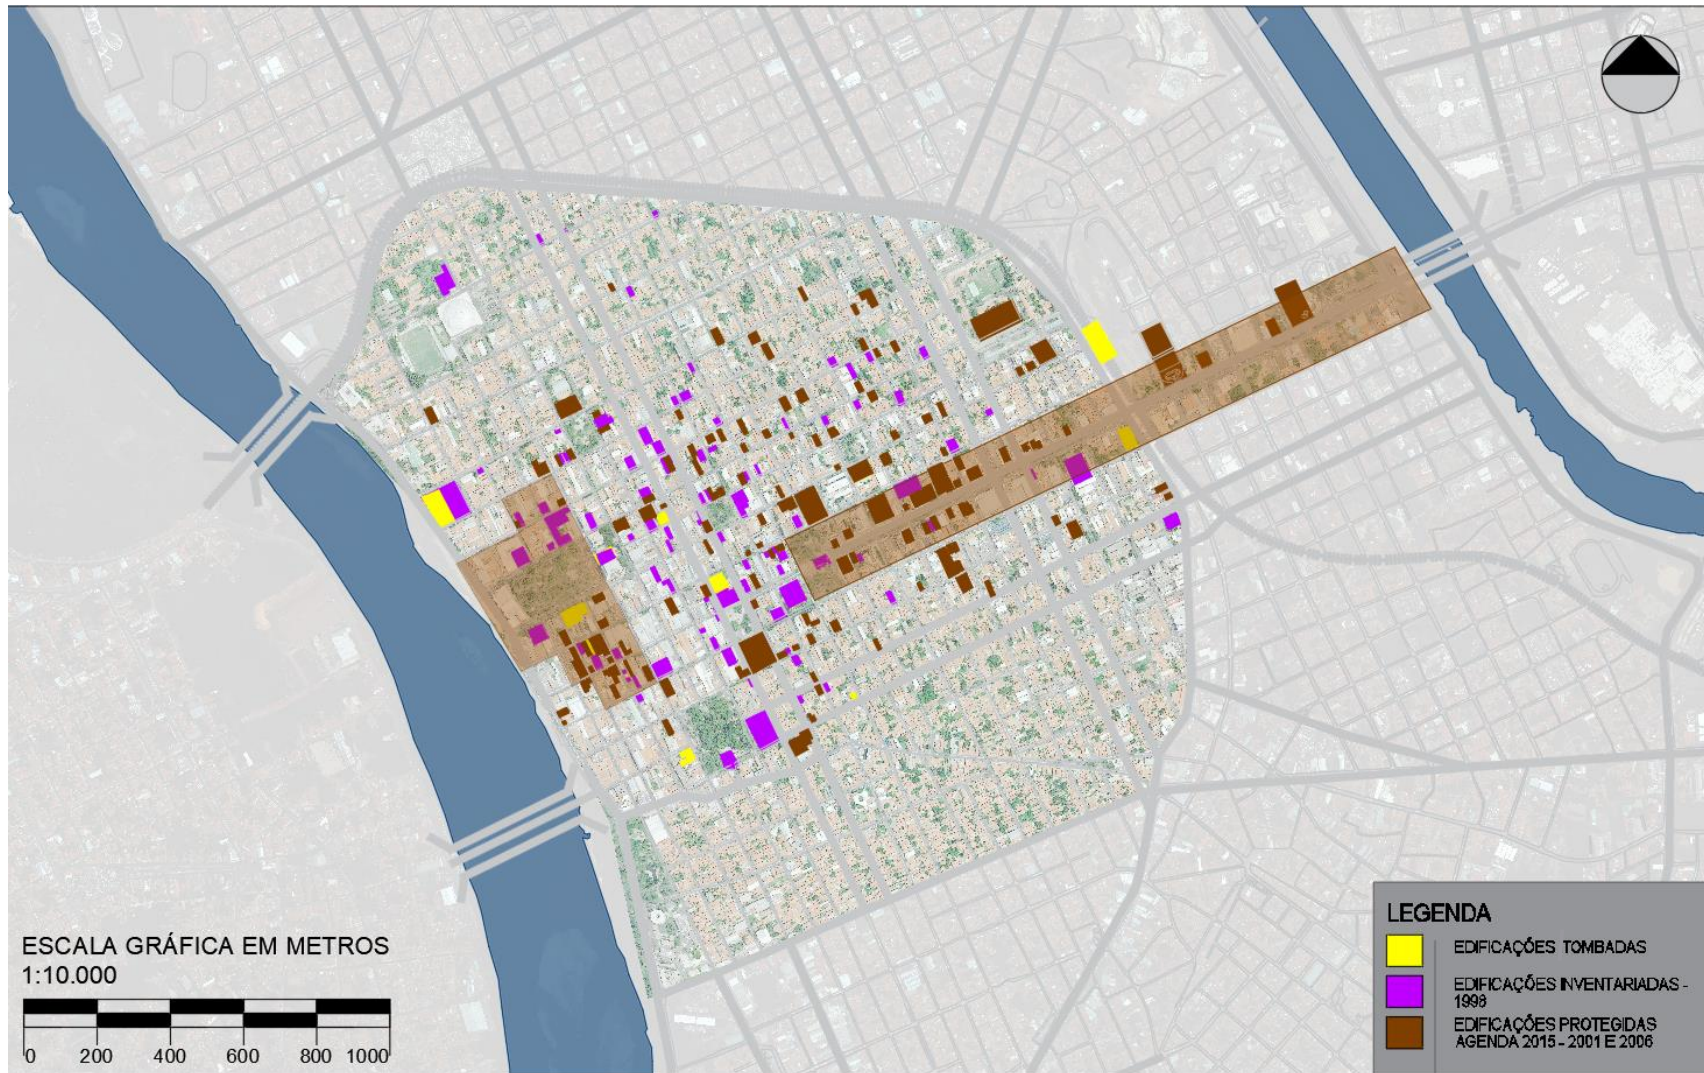 ESCALA GRÁFICA EM METROS
1:10.000
0 200 400 600 800 1000
LEGENDA
EDIFICAÇÕES TOMBADAS
EDIFICAÇÕES INVENTARIADAS -
1998
EDIFICAÇÕES PROTEGIDAS
AGENDA 2015 - 2001 E 2006